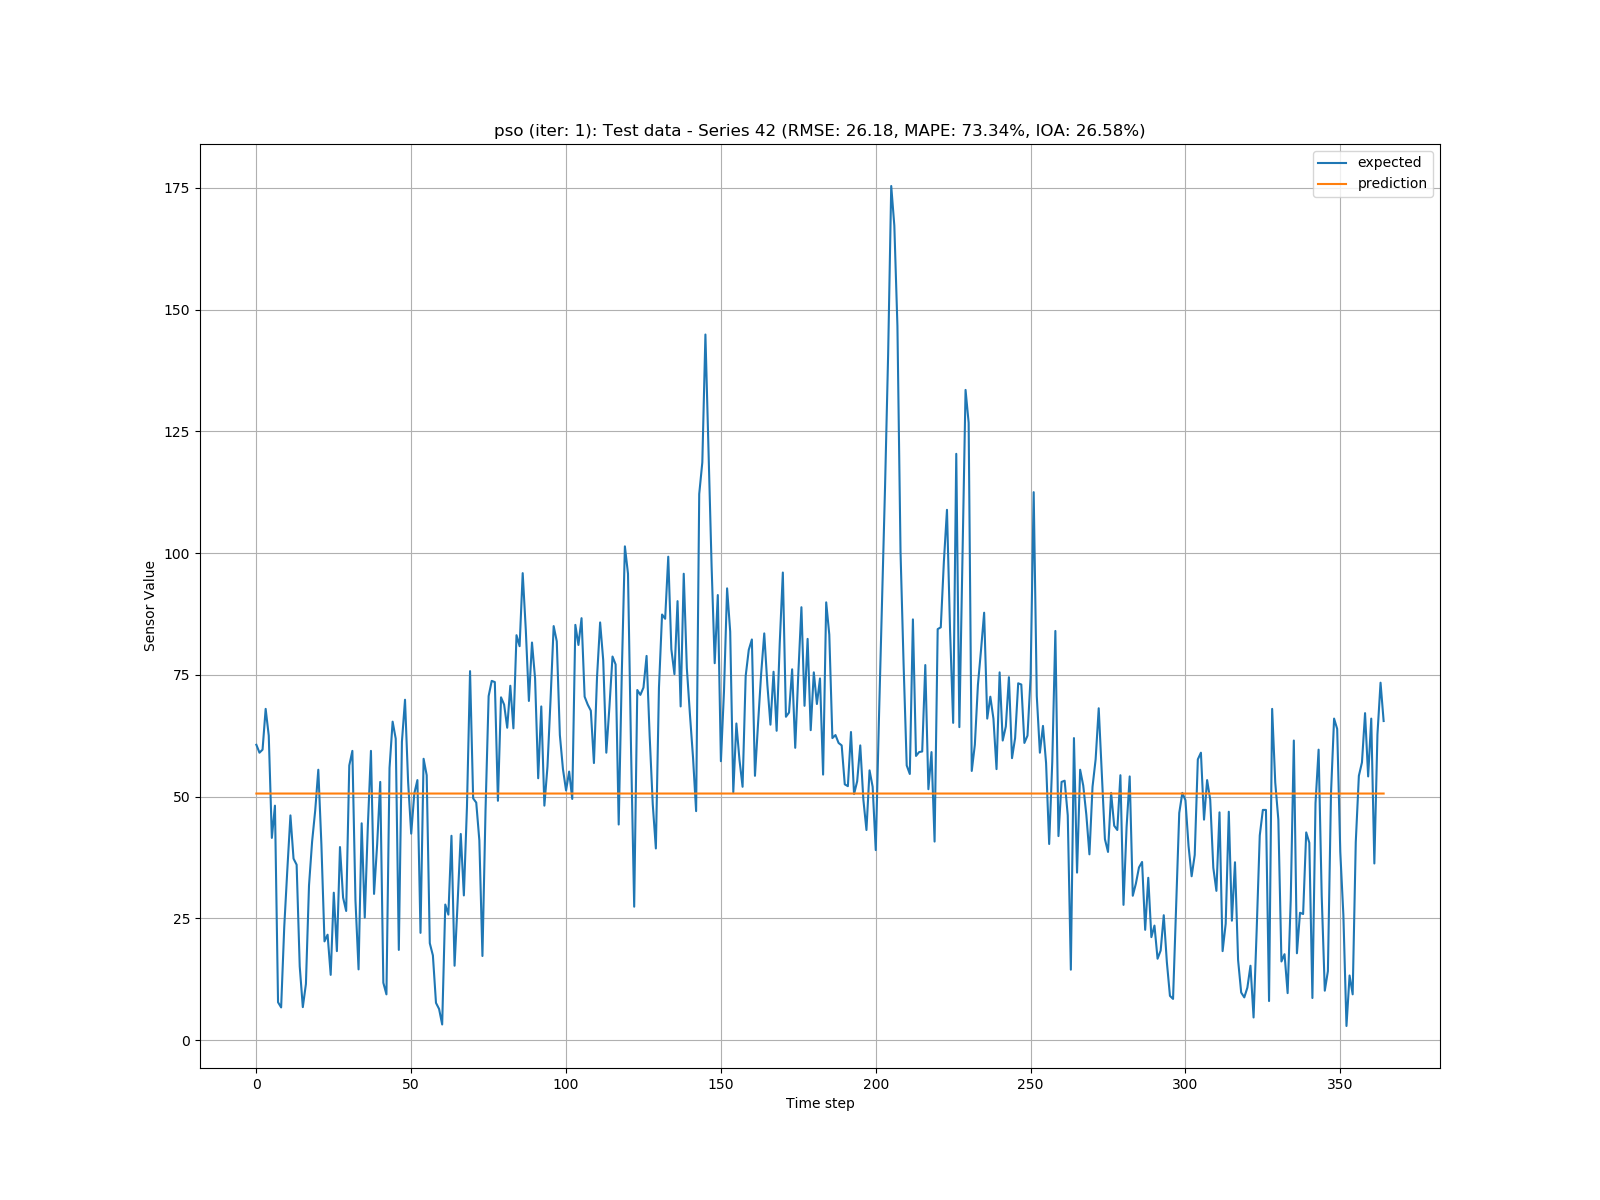 pso (iter: 1): Test data - Series 42 (RMSE: 26.18, MAPE: 73.34%, IOA: 26.58%)
expected
prediction
175
150
125
100
75
50
25
0
Sensor Value
0 50 100 150 200 250 300 350
Time step